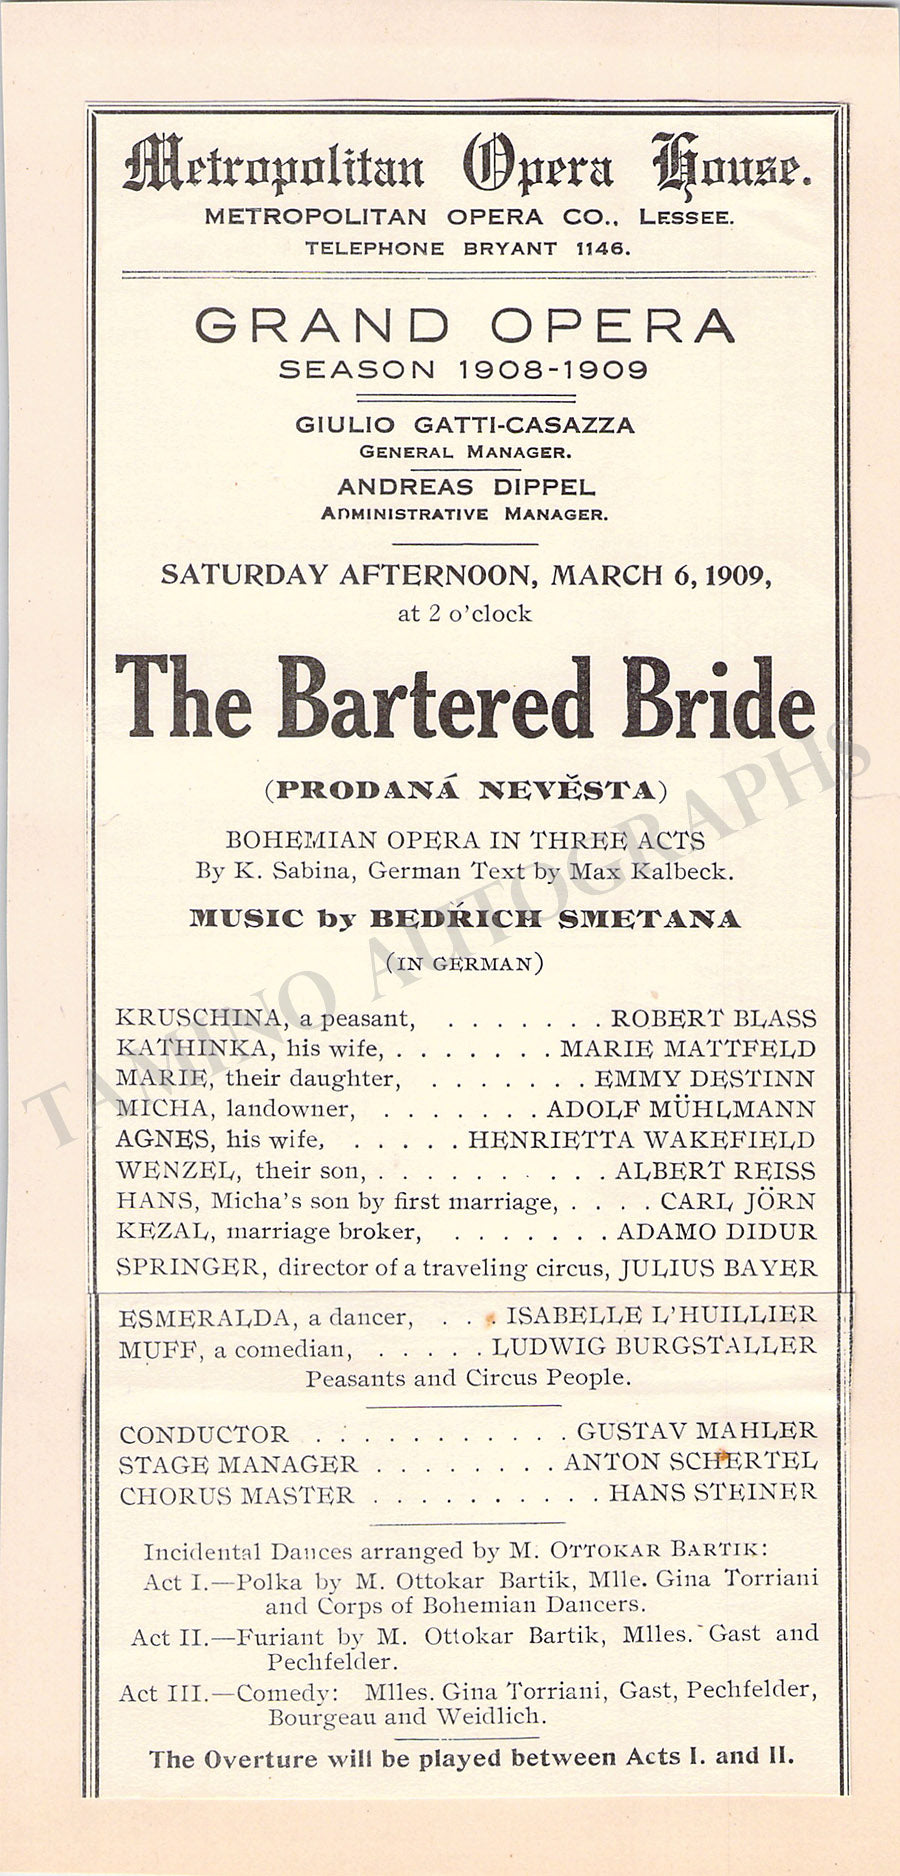 Metropolitan Opera House.
METROPOLITAN OPERA CO., LESSEE.
TELEPHONE BRYANT 1146.
GRAND OPERA
SEASON 1908-1909
GIULIO GATTI-CASAZZA
GENERAL MANAGER.
ANDREAS DIPPEL
ADMINISTRATIVE MANAGER.
SATURDAY AFTERNOON, MARCH 6, 1909,
at 2 o'clock
The Bartered Bride
(PRODANÁ NEVĚSTA)
BOHEMIAN OPERA IN THREE ACTS
By K. Sabina, German Text by Max Kalbeck.
MUSIC by BEDŘICH SMETANA
(IN GERMAN)
KRUSCHINA, a peasant, . . . . . . . ROBERT BLASS
KATHINKA, his wife, . . . . . . . MARIE MATTFELD
MARIE, their daughter, . . . . . . . EMMY DESTINN
MICHA, landowner, . . . . . . . ADOLF MÜHLMANN
AGNES, his wife, . . . . . HENRIETTA WAKEFIELD
WENZEL, their son, . . . . . . . . . . ALBERT REISS
HANS, Micha's son by first marriage, . . . . CARL JÖRN
KEZAL, marriage broker, . . . . . . . ADAMO DIDUR
SPRINGER, director of a traveling circus, JULIUS BAYER
ESMERALDA, a dancer, . . . ISABELLE L'HUILLIER
MUFF, a comedian, . . . . . LUDWIG BURGSTALLER
Peasants and Circus People.
CONDUCTOR . . . . . . . . . . . GUSTAV MAHLER
STAGE MANAGER . . . . . . . . ANTON SCHERTEL
CHORUS MASTER . . . . . . . . . . HANS STEINER
Incidental Dances arranged by M. OTTOKAR BARTIK:
Act I.—Polka by M. Ottokar Bartik, Mlle. Gina Torriani
and Corps of Bohemian Dancers.
Act II.—Furiant by M. Ottokar Bartik, Mlles. Gast and
Pechfelder.
Act III.—Comedy: Mlles. Gina Torriani, Gast, Pechfelder,
Bourgeau and Weidlich.
The Overture will be played between Acts I. and II.
TAMINO AUTOGRAPHS